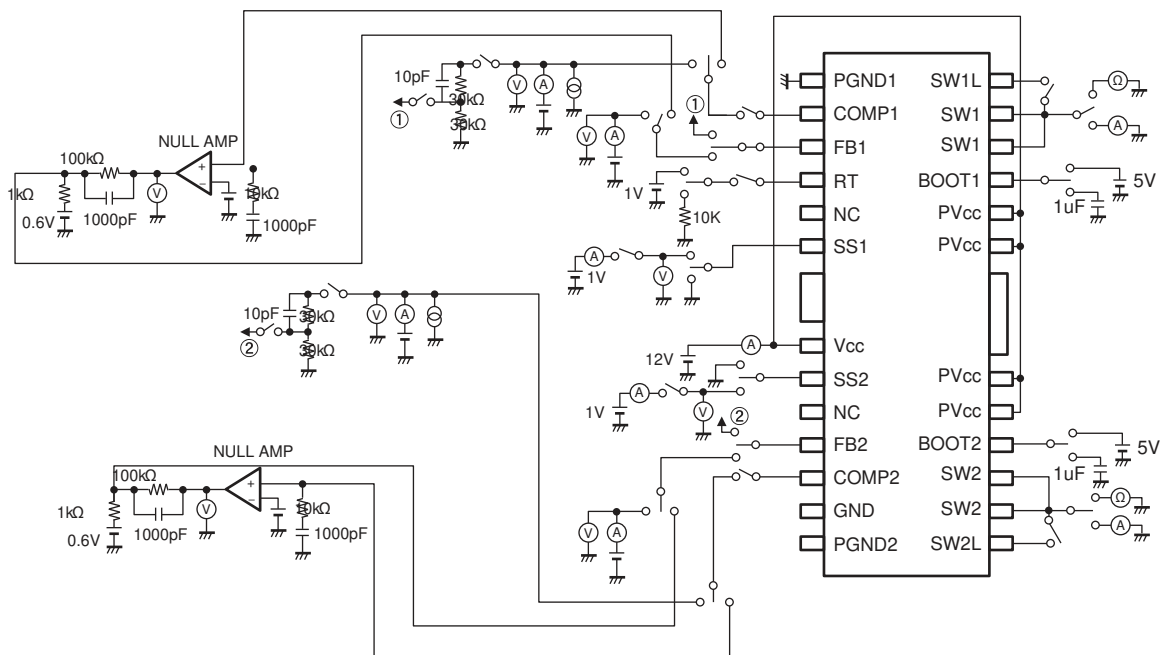 10pF
30kΩ
30kΩ
①
V
A
①
PGND1
SW1L
Ω
COMP1
SW1
A
NULL AMP
100kΩ
V
A
FB1
SW1
1kΩ
+
−
10kΩ
1V
RT
BOOT1
5V
0.6V
1000pF
V
1000pF
10K
NC
PVcc
1uF
A
1V
V
SS1
PVcc
10pF
30kΩ
30kΩ
②
V
A
12V
A
Vcc
SS2
PVcc
A
1V
V
②
NC
PVcc
FB2
BOOT2
5V
NULL AMP
100kΩ
COMP2
SW2
1uF
1kΩ
+
−
10kΩ
GND
SW2
Ω
0.6V
1000pF
V
1000pF
V
A
PGND2
SW2L
A